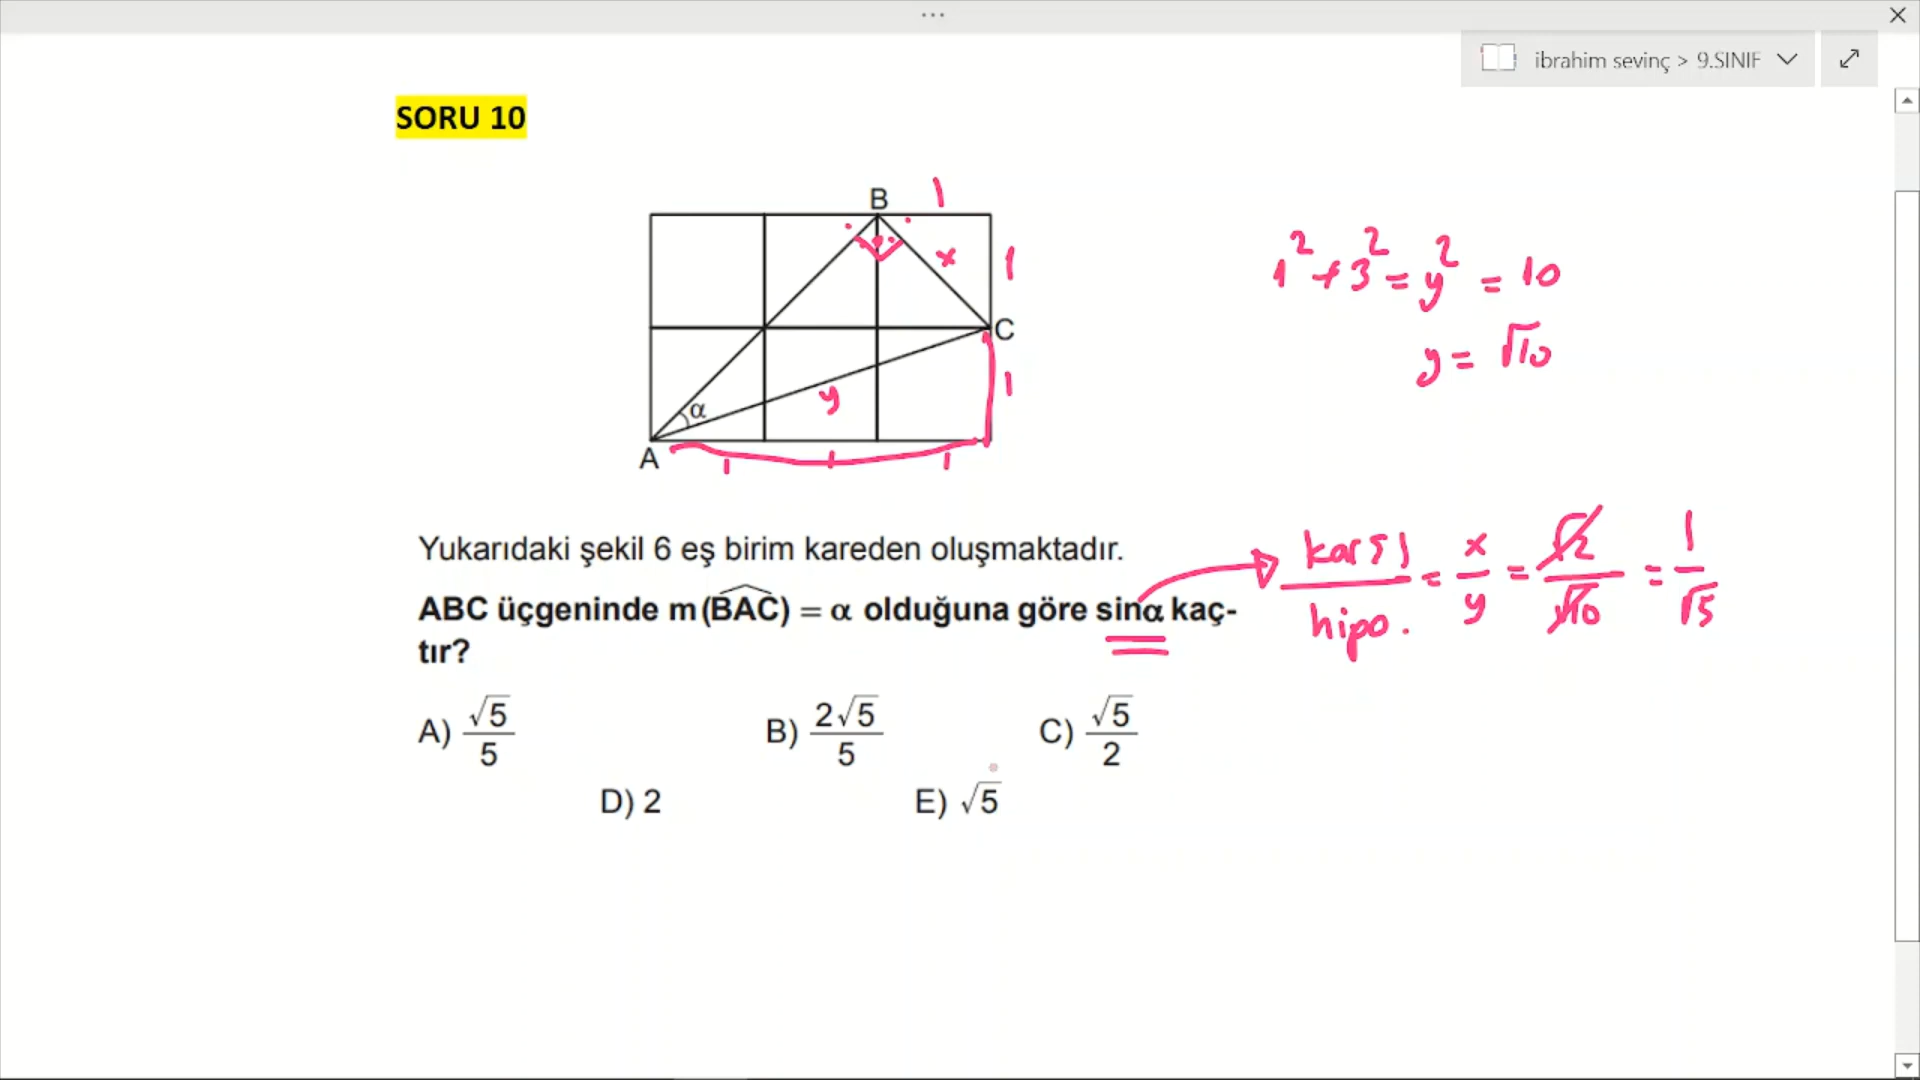 ibrahim sevinç > 9.SINIF
SORU 10
B
1
x
1
C
y
1
α
A
1 1 1
1² + 3² = y² = 10
y = √10
Yukarıdaki şekil 6 eş birim kareden oluşmaktadır.
ABC üçgeninde m(BAC) = α olduğuna göre sinα kaç-
tır?
karşı / hipo. = x / y = √2 / √10 = 1 / √5
A) √5 / 5 B) 2√5 / 5 C) √5 / 2
D) 2 E) √5